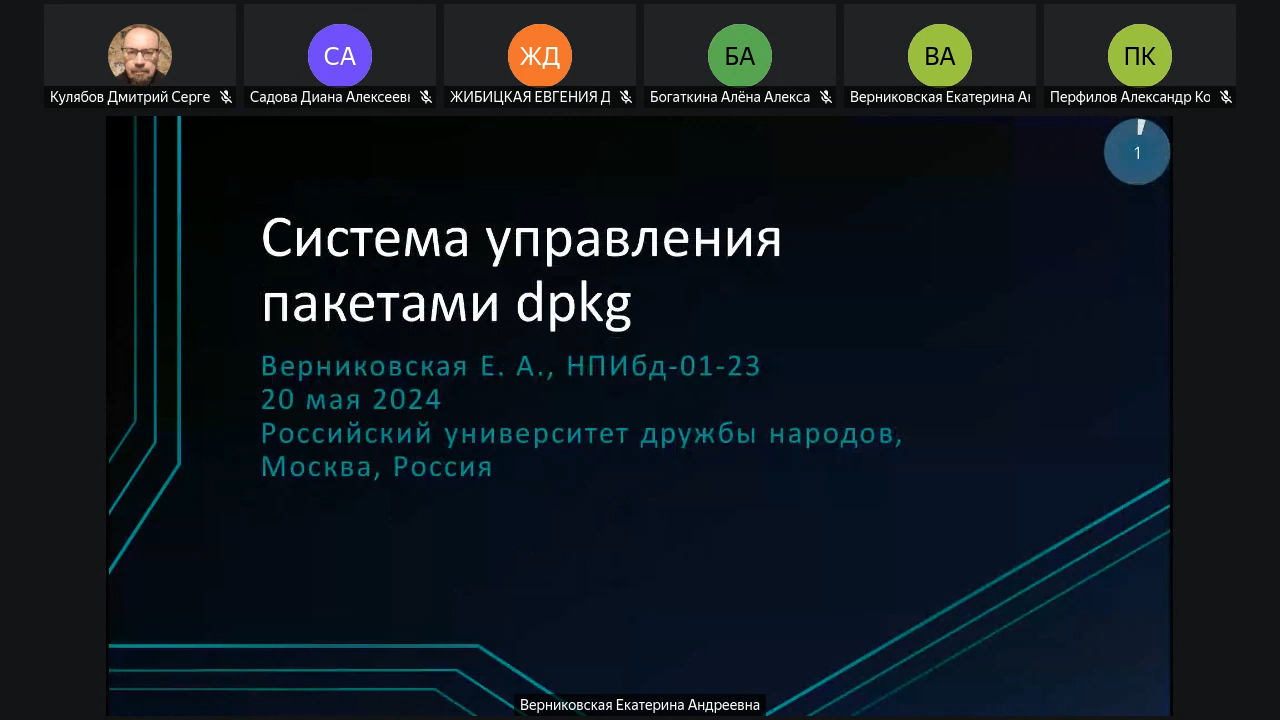 СА
ЖД
БА
ВА
ПК
Кулябов Дмитрий Серге
Садова Диана Алексеевн
ЖИБИЦКАЯ ЕВГЕНИЯ Д
Богаткина Алёна Алекса
Верниковская Екатерина Ан
Перфилов Александр Ко
1
Система управления
пакетами dpkg
Верниковская Е. А., НПИбд-01-23
20 мая 2024
Российский университет дружбы народов,
Москва, Россия
Верниковская Екатерина Андреевна